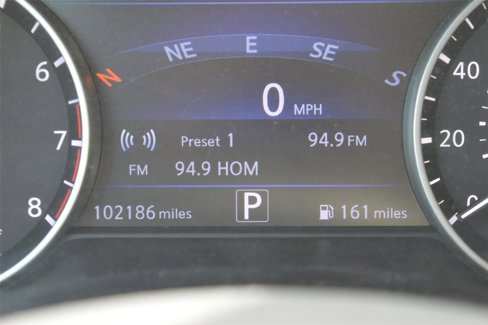 N NE E SE S
6 0 MPH 40
7 Preset 1 94.9 FM 20
FM 94.9 HOM
8 102186 miles P 161 miles 0